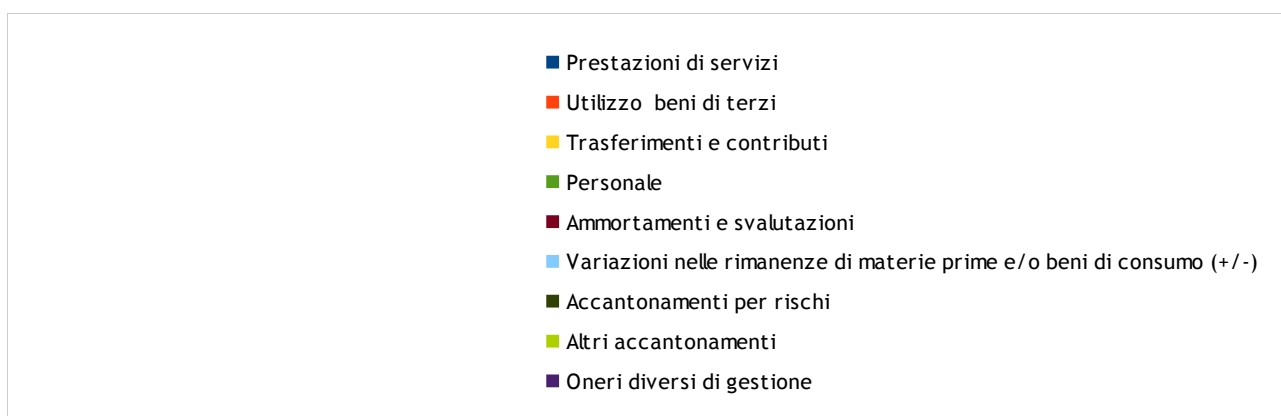 Prestazioni di servizi
Utilizzo  beni di terzi
Trasferimenti e contributi
Personale
Ammortamenti e svalutazioni
Variazioni nelle rimanenze di materie prime e/o beni di consumo (+/-)
Accantonamenti per rischi
Altri accantonamenti
Oneri diversi di gestione